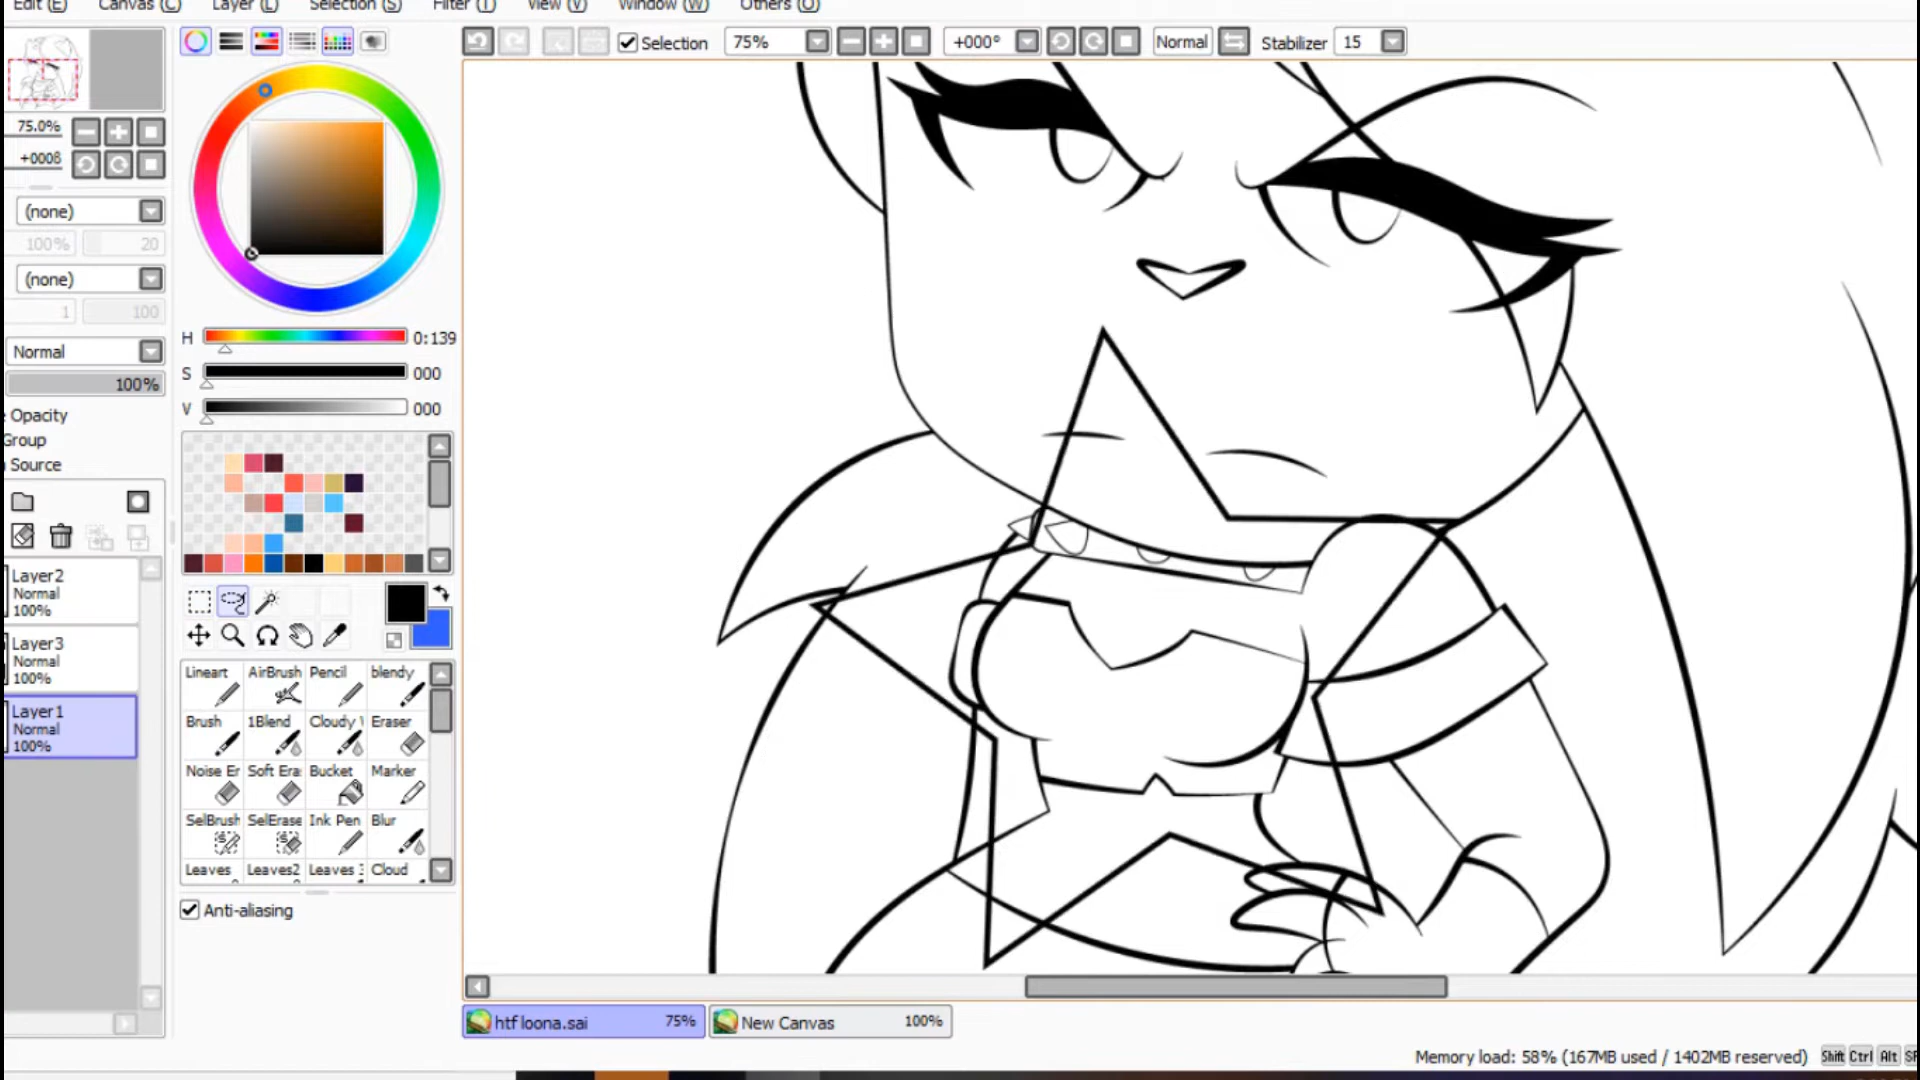 Edit (E) Canvas (C) Layer (L) Selection (S) Filter (T) View (V) Window (W) Others (O)
Selection 75% +000° Normal Stabilizer 15
75.0%
(none)
100% 20
(none)
1 100
Normal
100%
Opacity
Group
Source
Layer2
Normal
100%
Layer3
Normal
100%
Layer1
Normal
100%
H 0:139
S 000
V 000
Lineart AirBrush Pencil blendy
Brush 1Blend Cloudy Eraser
Noise Er Soft Era Bucket Marker
SelBrush SelErase Ink Pen Blur
Leaves Leaves2 Leaves Cloud
Anti-aliasing
htf loona.sai 75% New Canvas 100%
Memory load: 58% (167MB used / 1402MB reserved) Shift Ctrl Alt